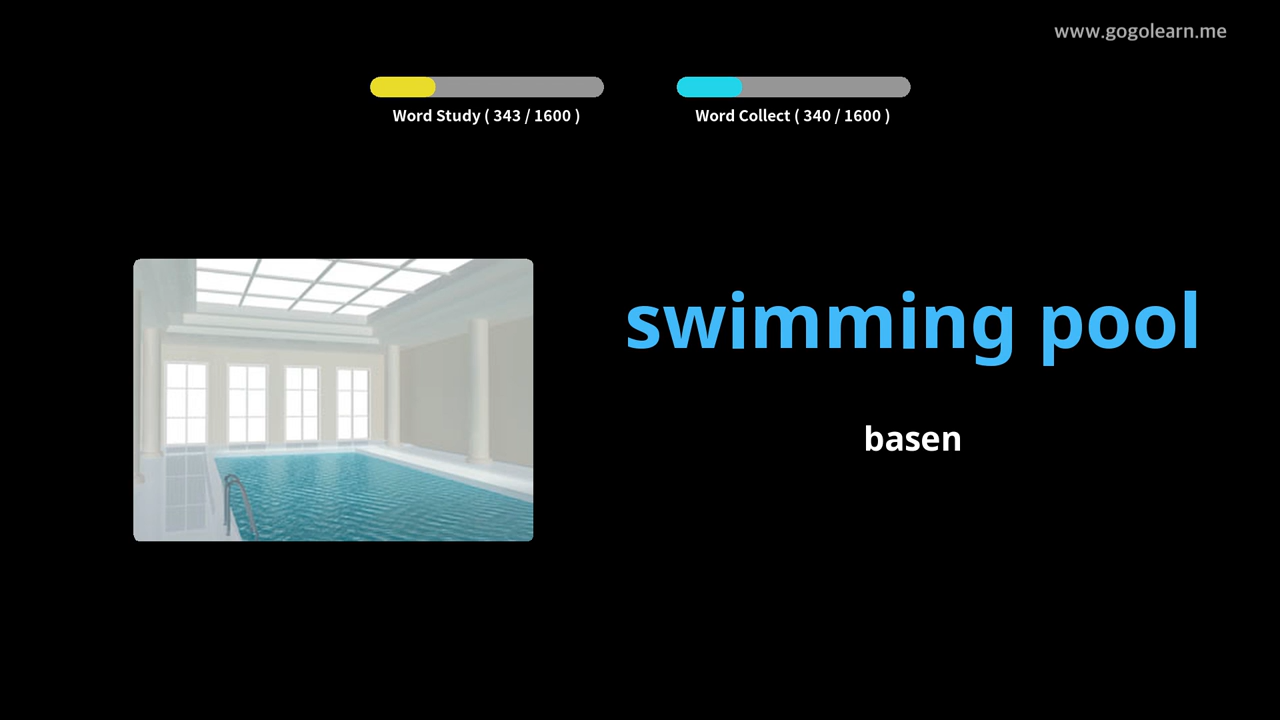 www.gogolearn.me
Word Study ( 343 / 1600 )
Word Collect ( 340 / 1600 )
swimming pool
basen